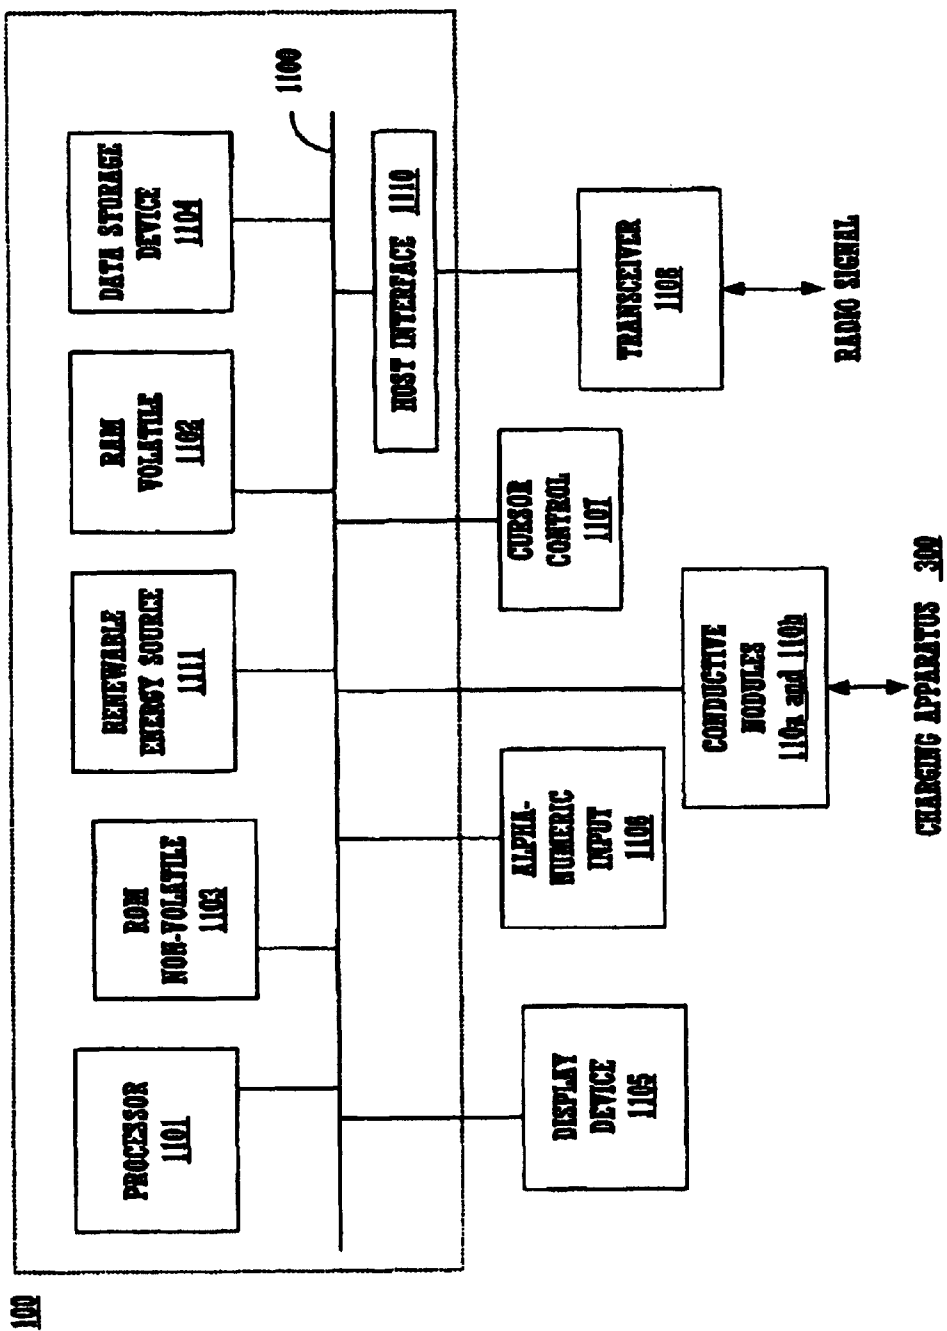 100
PROCESSOR
1101
ROM
NON-VOLATILE
1103
RENEWABLE
ENERGY SOURCE
1111
RAM
VOLATILE
1102
DATA STORAGE
DEVICE
1104
1100
HOST INTERFACE 1110
DISPLAY
DEVICE
1105
ALPHA-
NUMERIC
INPUT
1106
CONDUCTIVE
NODULES
110a and 110b
CURSOR
CONTROL
1107
TRANSCEIVER
1108
CHARGING APPARATUS 300
RADIO SIGNAL